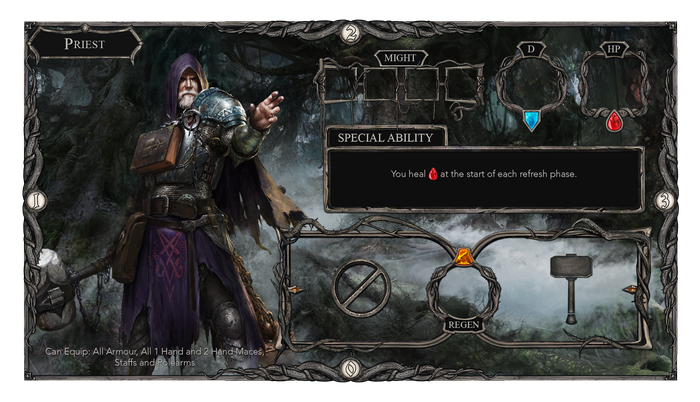 2
PRIEST
MIGHT
D
HP
SPECIAL ABILITY
You heal at the start of each refresh phase.
1
3
REGEN
Can Equip: All Armour, All 1 Hand and 2 Hand Maces,
Staffs and Polearms
0